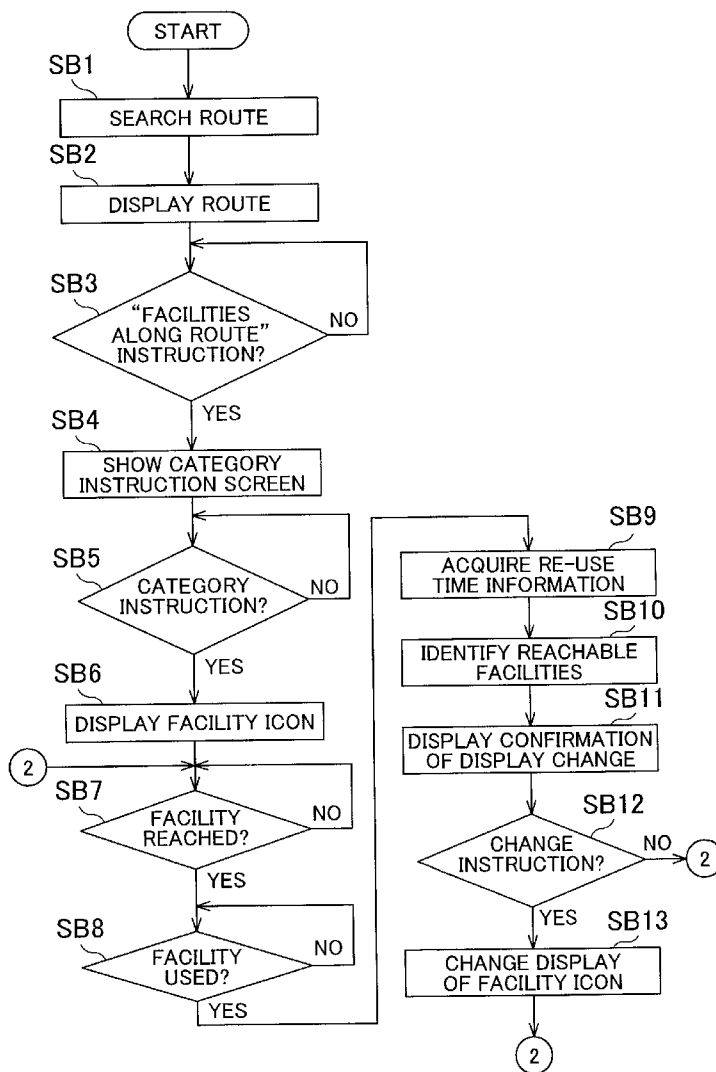 START
SB1
SEARCH ROUTE
SB2
DISPLAY ROUTE
SB3
“FACILITIES
ALONG ROUTE”
INSTRUCTION?
NO
YES
SB4
SHOW CATEGORY
INSTRUCTION SCREEN
SB5
CATEGORY
INSTRUCTION?
NO
YES
SB6
DISPLAY FACILITY ICON
2
SB7
FACILITY
REACHED?
NO
YES
SB8
FACILITY
USED?
NO
YES
SB9
ACQUIRE RE-USE
TIME INFORMATION
SB10
IDENTIFY REACHABLE
FACILITIES
SB11
DISPLAY CONFIRMATION
OF DISPLAY CHANGE
SB12
CHANGE
INSTRUCTION?
NO
2
YES
SB13
CHANGE DISPLAY
OF FACILITY ICON
2